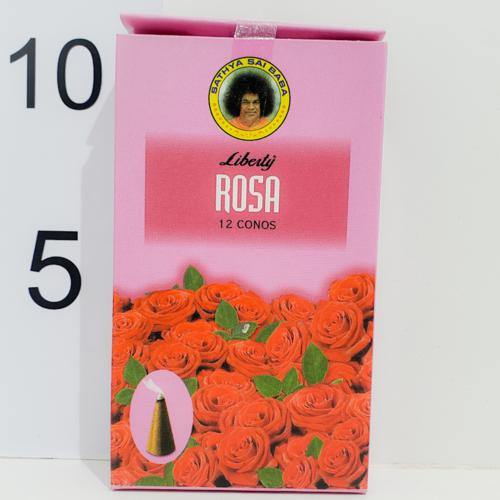 10
5
SATHYA SAI BABA
Liberty
ROSA
12 CONOS